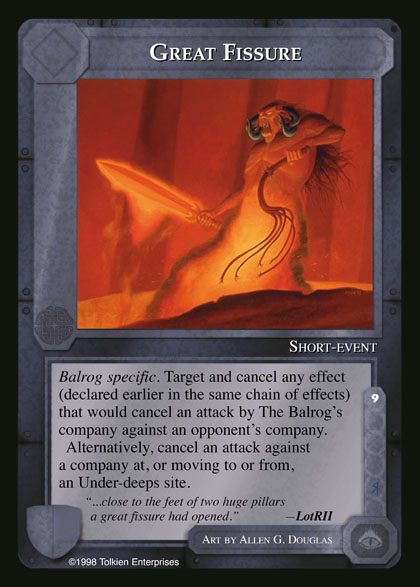 GREAT FISSURE
SHORT-EVENT
Balrog specific. Target and cancel any effect
(declared earlier in the same chain of effects)
that would cancel an attack by The Balrog’s
company against an opponent’s company.
Alternatively, cancel an attack against
a company at, or moving to or from,
an Under-deeps site.
“...close to the feet of two huge pillars
a great fissure had opened.” –LotRII
9
ART BY ALLEN G. DOUGLAS
©1998 Tolkien Enterprises